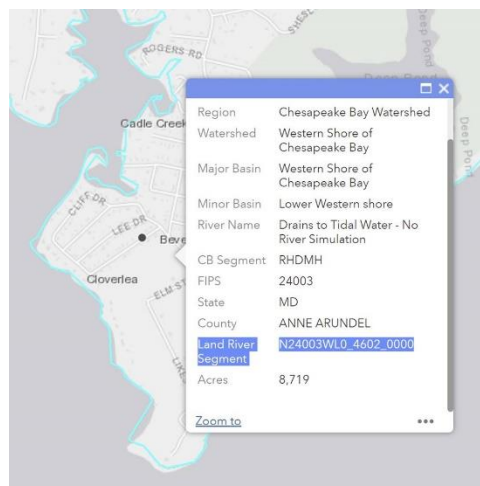 ROGERS RD
Deep Pond
Cadle Creek
CLIFF DR
LEE DR
Cloverlea
ELM ST
Region Chesapeake Bay Watershed
Watershed Western Shore of
Chesapeake Bay
Major Basin Western Shore of
Chesapeake Bay
Minor Basin Lower Western shore
River Name Drains to Tidal Water - No
River Simulation
CB Segment RHDMH
FIPS 24003
State MD
County ANNE ARUNDEL
Land River N24003WL0_4602_0000
Segment
Acres 8,719
Zoom to
Deep Pond